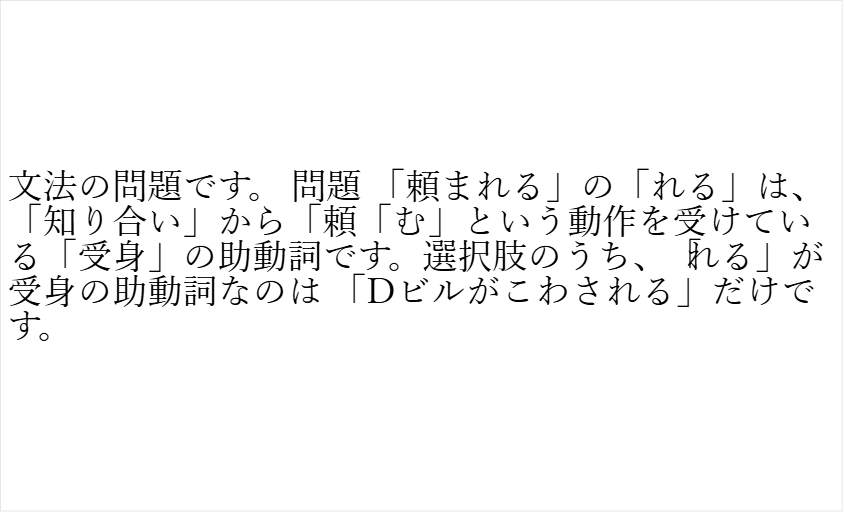 文法の問題です。 問題 「頼まれる」の「れる」は、
「知り合い」から「頼「む」という動作を受けてい
る「受身」の助動詞です。選択肢のうち、「れる」が
受身の助動詞なのは 「Dビルがこわされる」だけで
す。